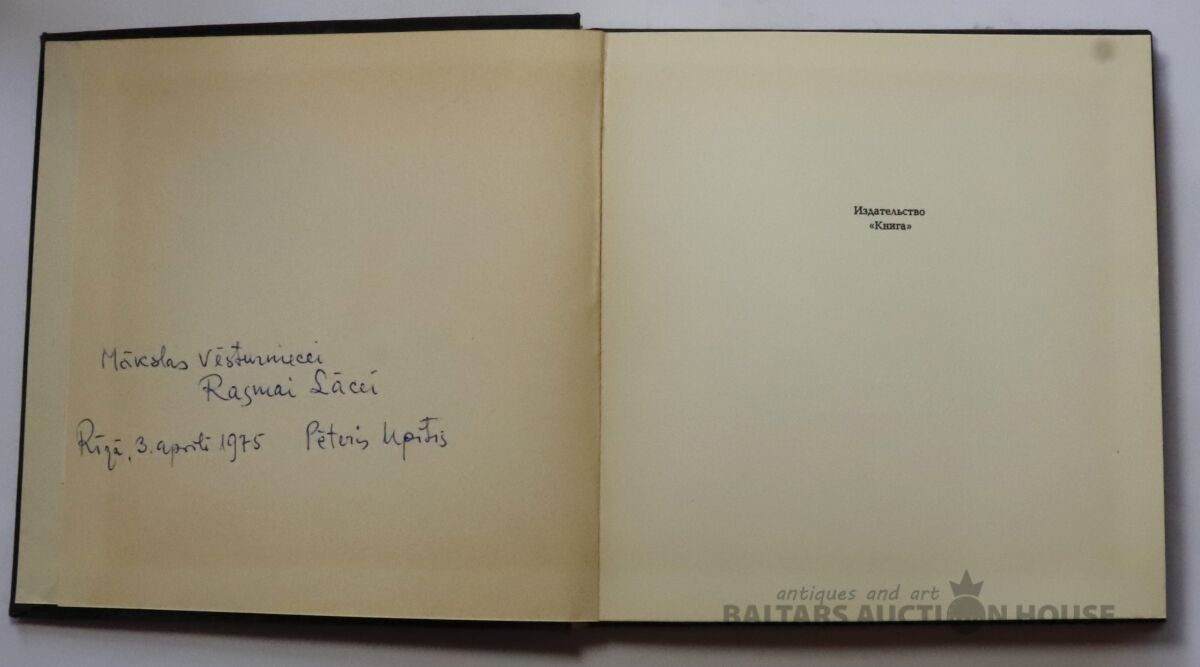 Mākslas Vēsturniecei
Rasmai Lācei
Rīgā, 3. aprīlī 1975 Pēteris Upītis
Издательство
«Книга»
antiques and art
BALTARS AUCTION HOUSE